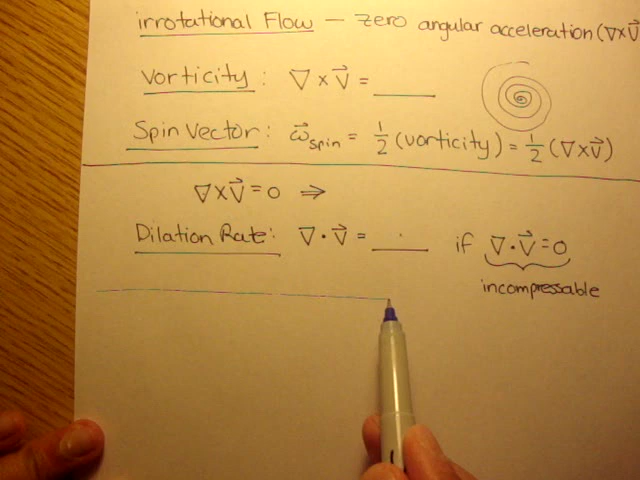 irrotational Flow — Zero angular acceleration (∇×V⃗
Vorticity: ∇ × V⃗ = ____
Spin Vector: ω⃗spin = 1/2 (vorticity) = 1/2 (∇×V⃗)
∇×V⃗ = 0 ⇒
Dilation Rate: ∇ · V⃗ = ____ if ∇ · V⃗ = 0
incompressable